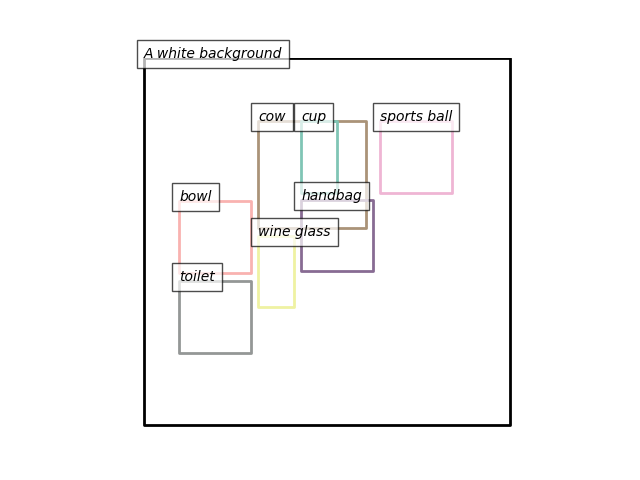 A white background
cow
cup
sports ball
bowl
handbag
wine glass
toilet